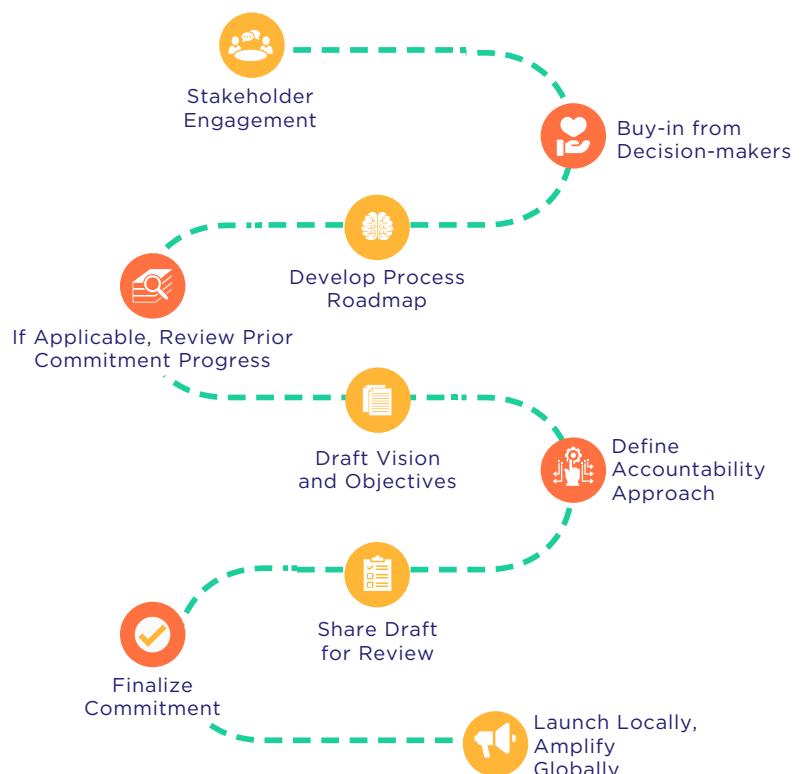 Stakeholder
Engagement
Buy-in from
Decision-makers
Develop Process
Roadmap
If Applicable, Review Prior
Commitment Progress
Draft Vision
and Objectives
Define
Accountability
Approach
Share Draft
for Review
Finalize
Commitment
Launch Locally,
Amplify
Globally